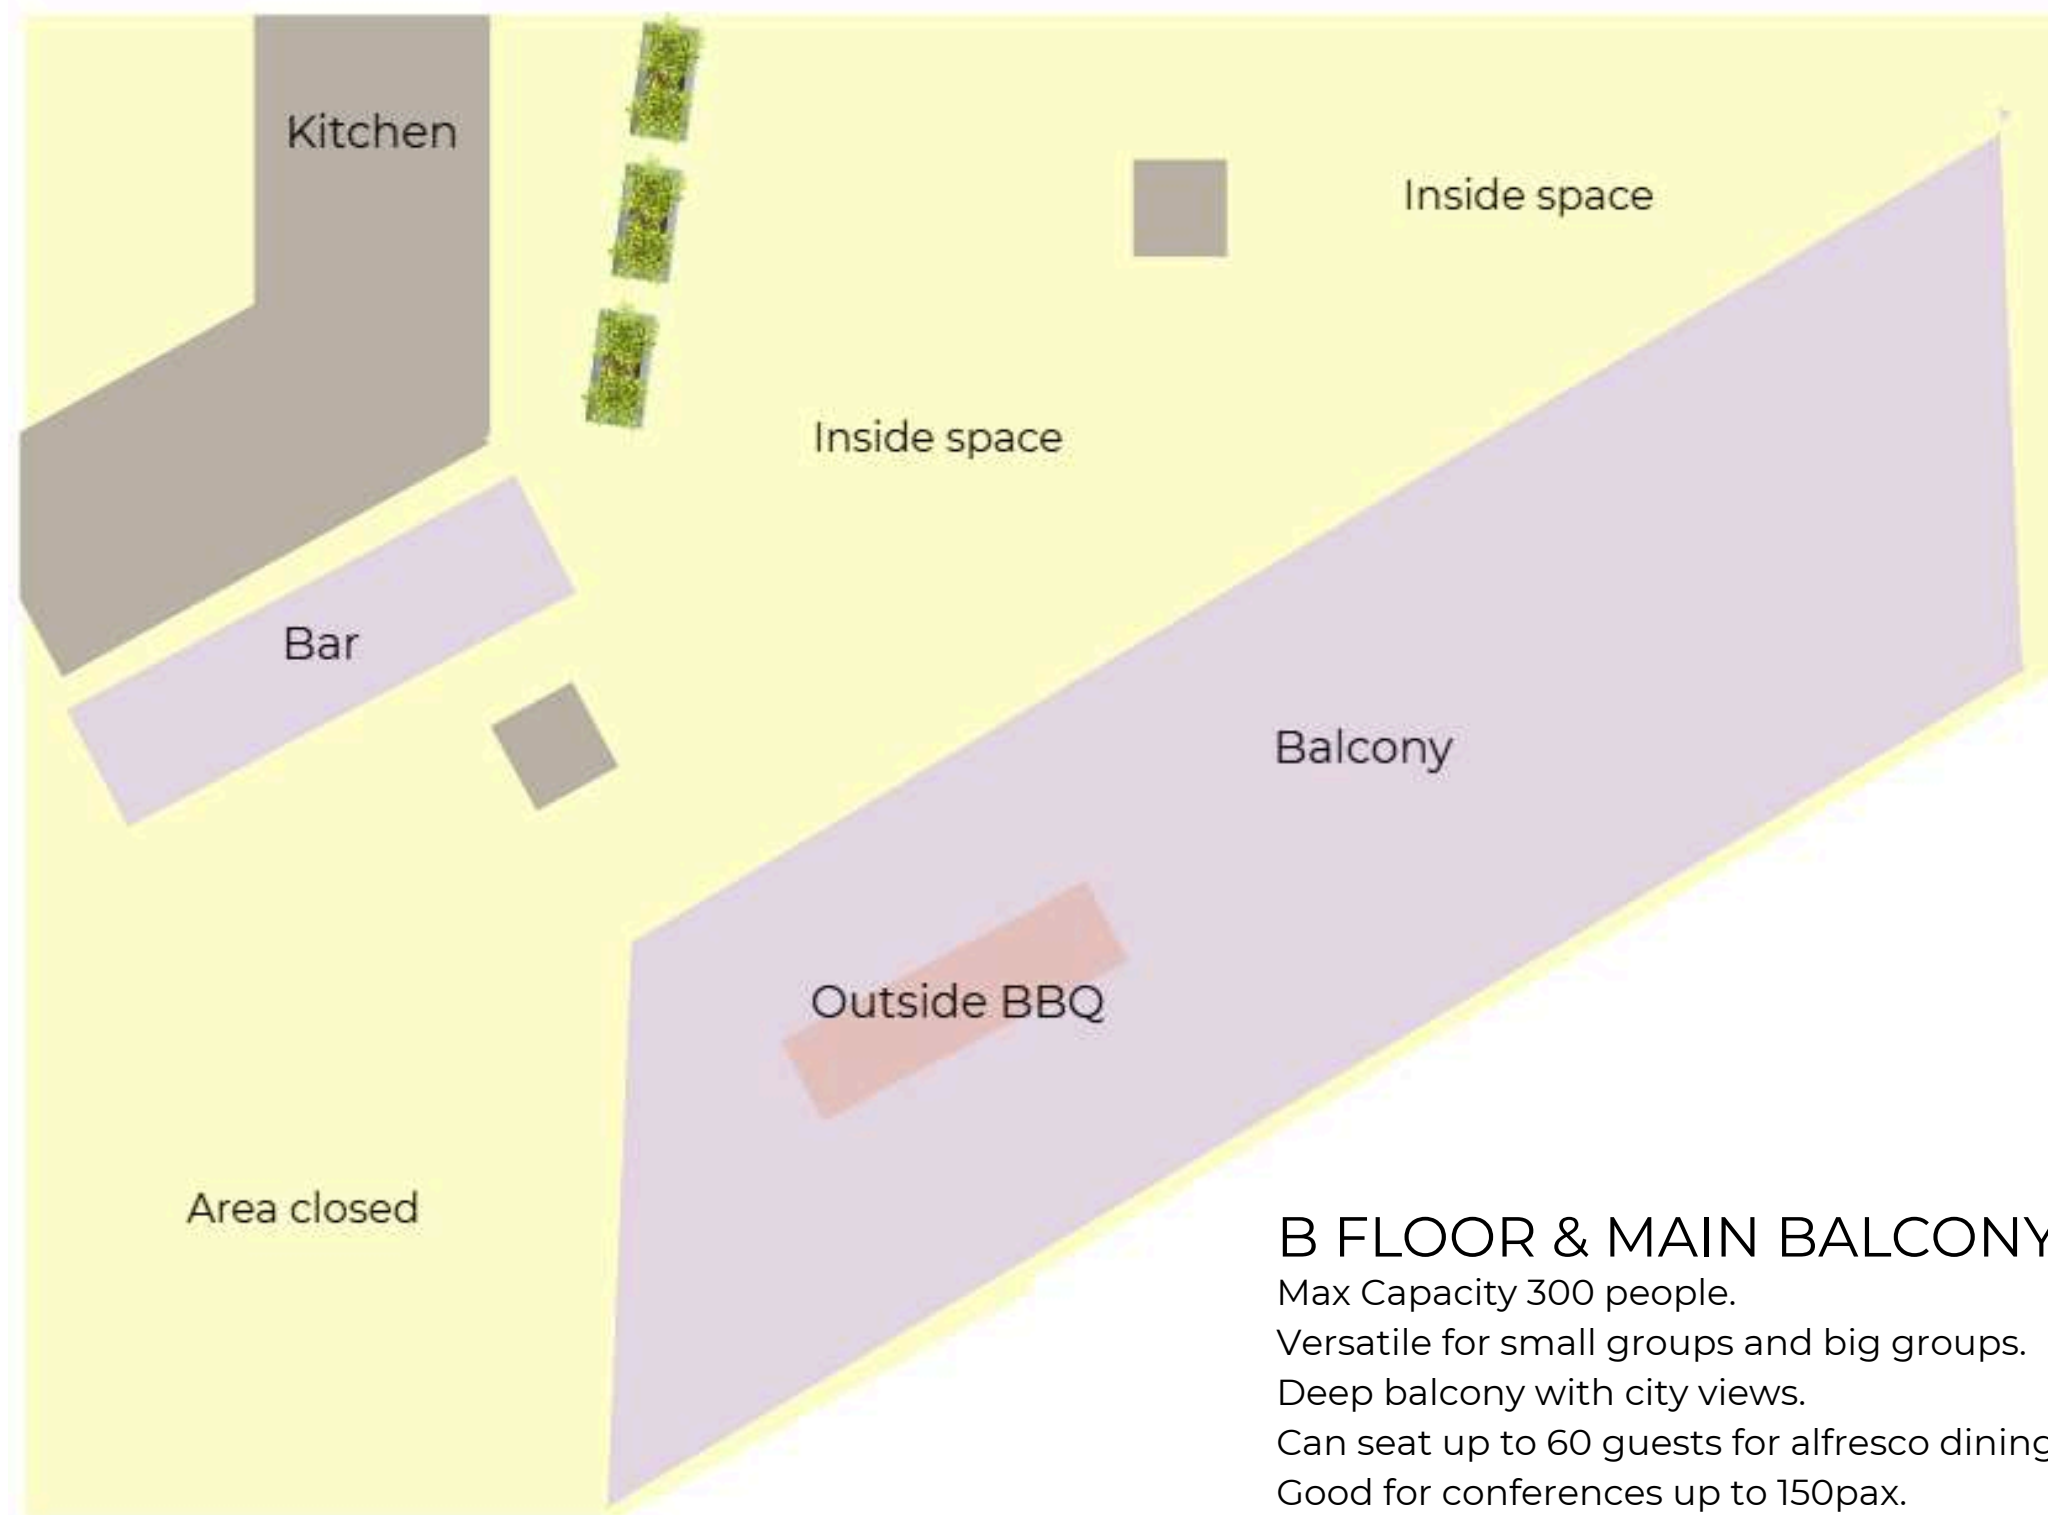 Kitchen
Inside space
Inside space
Bar
Balcony
Outside BBQ
Area closed
B FLOOR & MAIN BALCONY
Max Capacity 300 people.
Versatile for small groups and big groups.
Deep balcony with city views.
Can seat up to 60 guests for alfresco dining
Good for conferences up to 150pax.